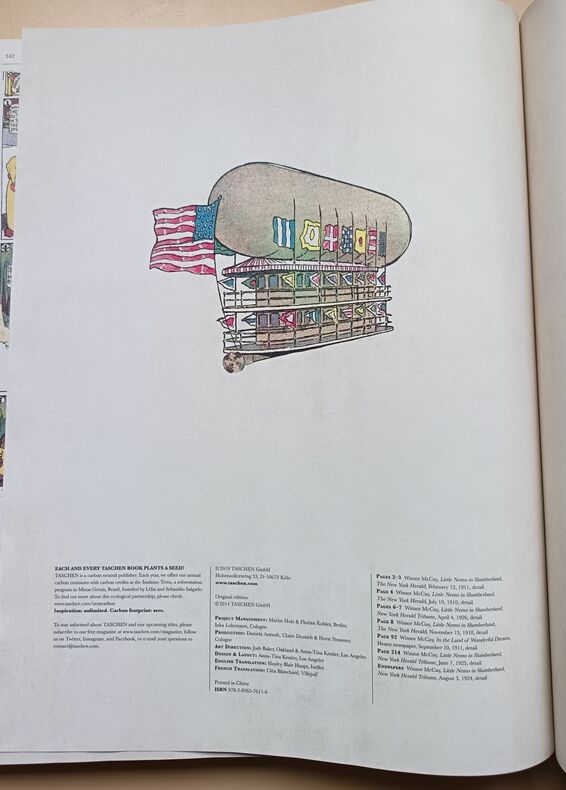 342
EACH AND EVERY TASCHEN BOOK PLANTS A SEED!
TASCHEN is a carbon neutral publisher. Each year, we offset our annual
carbon emissions with carbon credits at the Instituto Terra, a reforestation
program in Minas Gerais, Brazil, founded by Lélia and Sebastião Salgado.
To find out more about this ecological partnership, please check:
www.taschen.com/zerocarbon
Inspiration: unlimited. Carbon footprint: zero.
To stay informed about TASCHEN and our upcoming titles, please
subscribe to our free magazine at www.taschen.com/magazine, follow
us on Twitter, Instagram, and Facebook, or e-mail your questions to
contact@taschen.com.
© 2019 TASCHEN GmbH
Hohenzollernring 53, D-50672 Köln
www.taschen.com
Original edition:
© 2014 TASCHEN GmbH
PROJECT MANAGEMENT: Martin Holz & Florian Kobler, Berlin;
Inka Lohrmann, Cologne
PRODUCTION: Daniela Asmuth, Claire Deutsch & Horst Neuzner,
Cologne
ART DIRECTION: Josh Baker, Oakland & Anna-Tina Kessler, Los Angeles
DESIGN & LAYOUT: Anna-Tina Kessler, Los Angeles
ENGLISH TRANSLATION: Hayley Blair Haupt, Ixelles
FRENCH TRANSLATION: Cita Blanchard, Villejuif
Printed in China
ISBN 978-3-8365-7611-6
PAGES 2–3 Winsor McCay, Little Nemo in Slumberland,
The New York Herald, February 12, 1911, detail
PAGE 4 Winsor McCay, Little Nemo in Slumberland,
The New York Herald, July 10, 1910, detail
PAGES 6–7 Winsor McCay, Little Nemo in Slumberland,
New York Herald Tribune, April 4, 1926, detail
PAGE 8 Winsor McCay, Little Nemo in Slumberland,
The New York Herald, November 13, 1910, detail
PAGE 92 Winsor McCay, In the Land of Wonderful Dreams,
Hearst newspaper, September 10, 1911, detail
PAGE 214 Winsor McCay, Little Nemo in Slumberland,
New York Herald Tribune, June 7, 1925, detail
ENDPAPERS Winsor McCay, Little Nemo in Slumberland,
New York Herald Tribune, August 3, 1924, detail